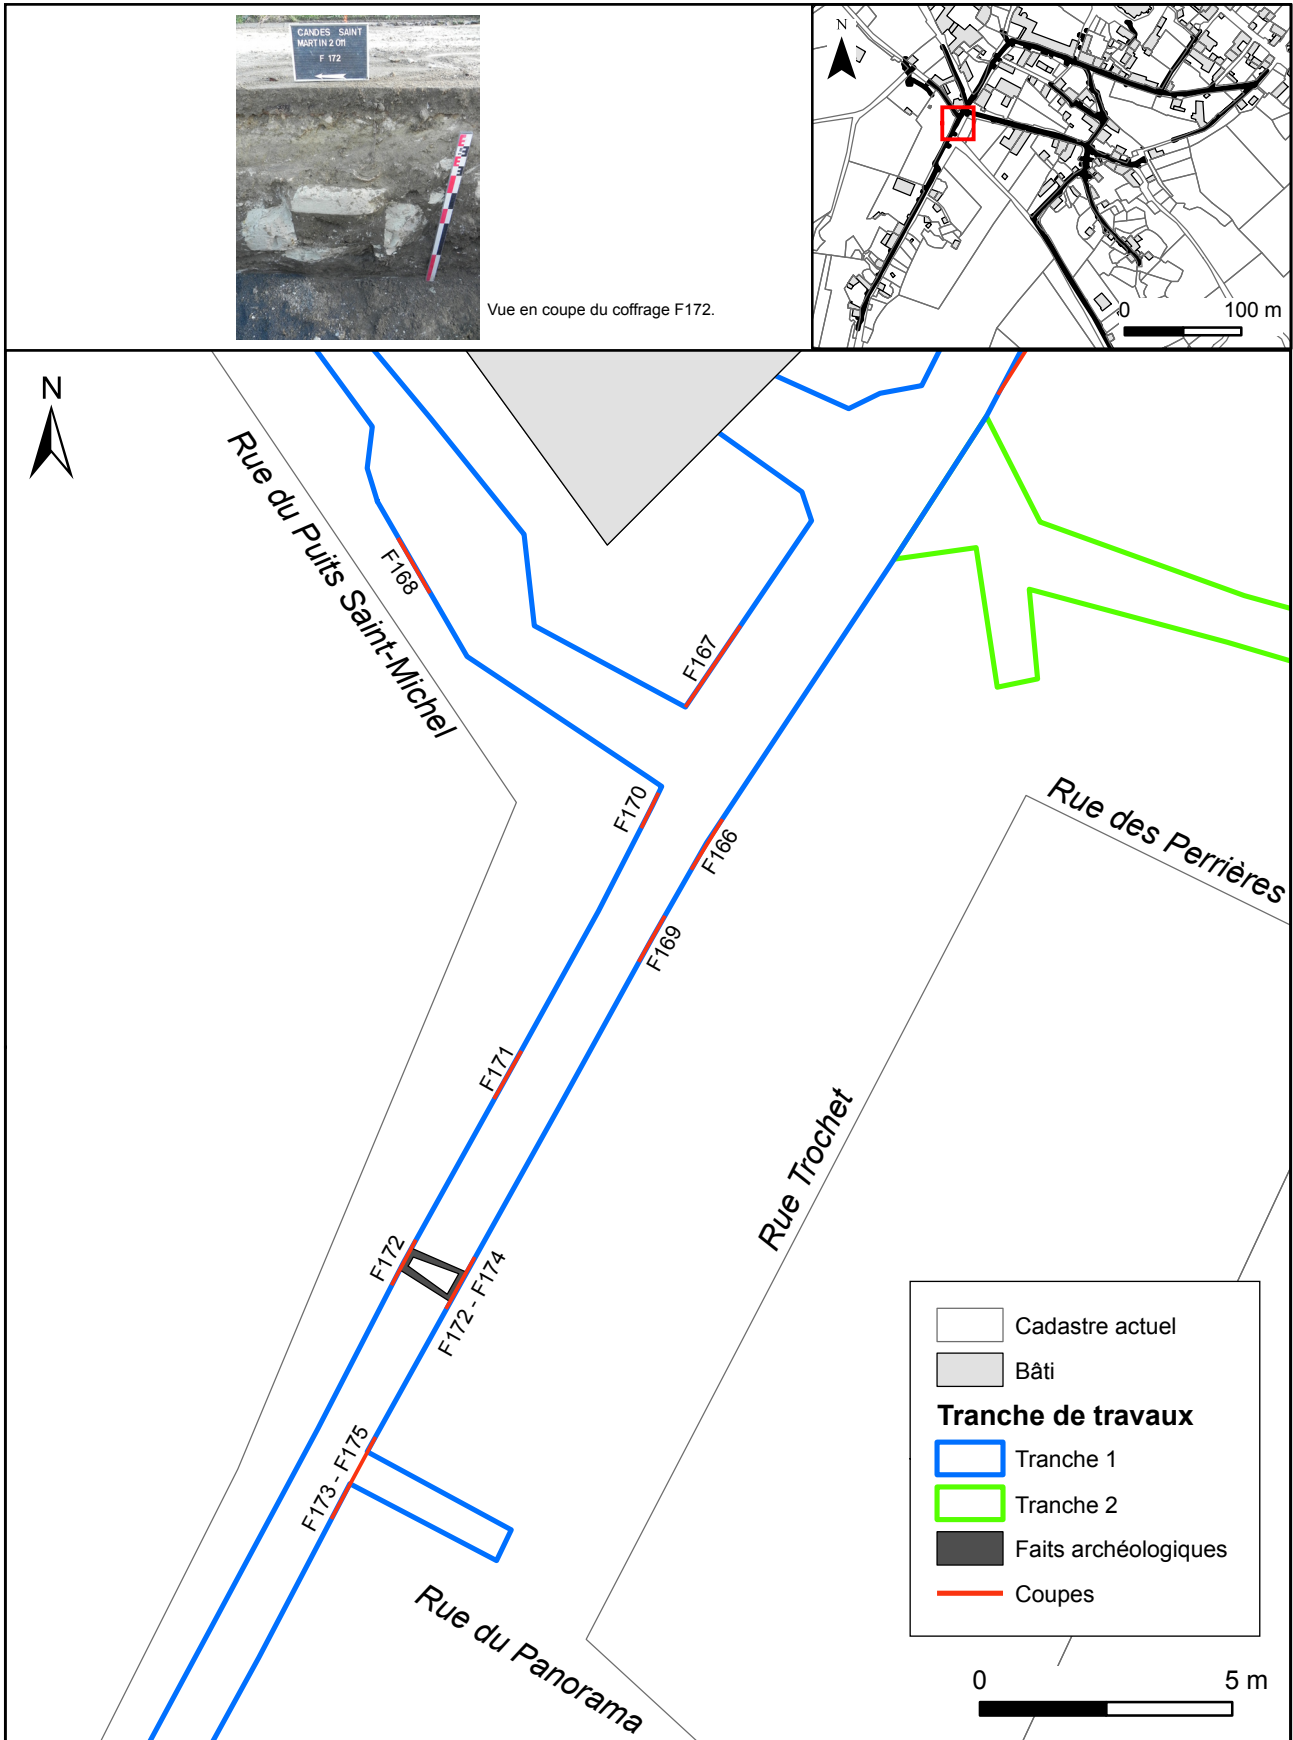 CANDES SAINT
MARTIN 2011
F 172
Vue en coupe du coffrage F172.
N
0 100 m
N
Rue du Puits Saint-Michel
F168
F167
F170
F166
Rue des Perrières
F169
F171
Rue Trochet
F172
F172 - F174
F173 - F175
Rue du Panorama
Cadastre actuel
Bâti
Tranche de travaux
Tranche 1
Tranche 2
Faits archéologiques
Coupes
0 5 m